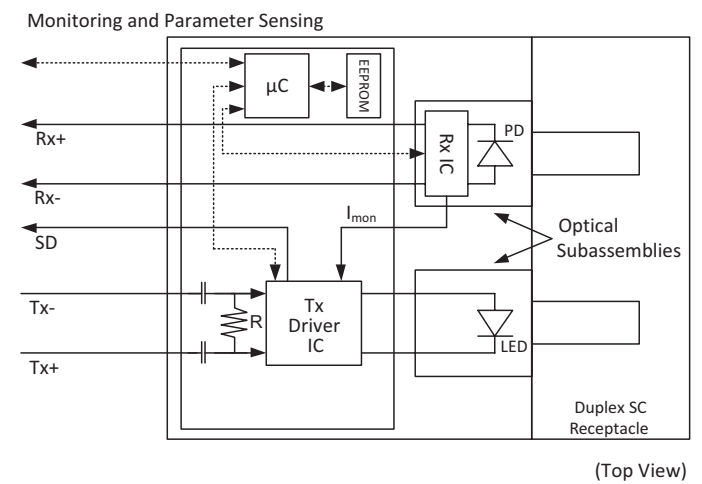 Monitoring and Parameter Sensing
µC
EEPROM
Rx+
Rx IC
PD
Rx-
Imon
SD
Optical
Subassemblies
Tx-
R
Tx
Driver
IC
LED
Tx+
Duplex SC
Receptacle
(Top View)